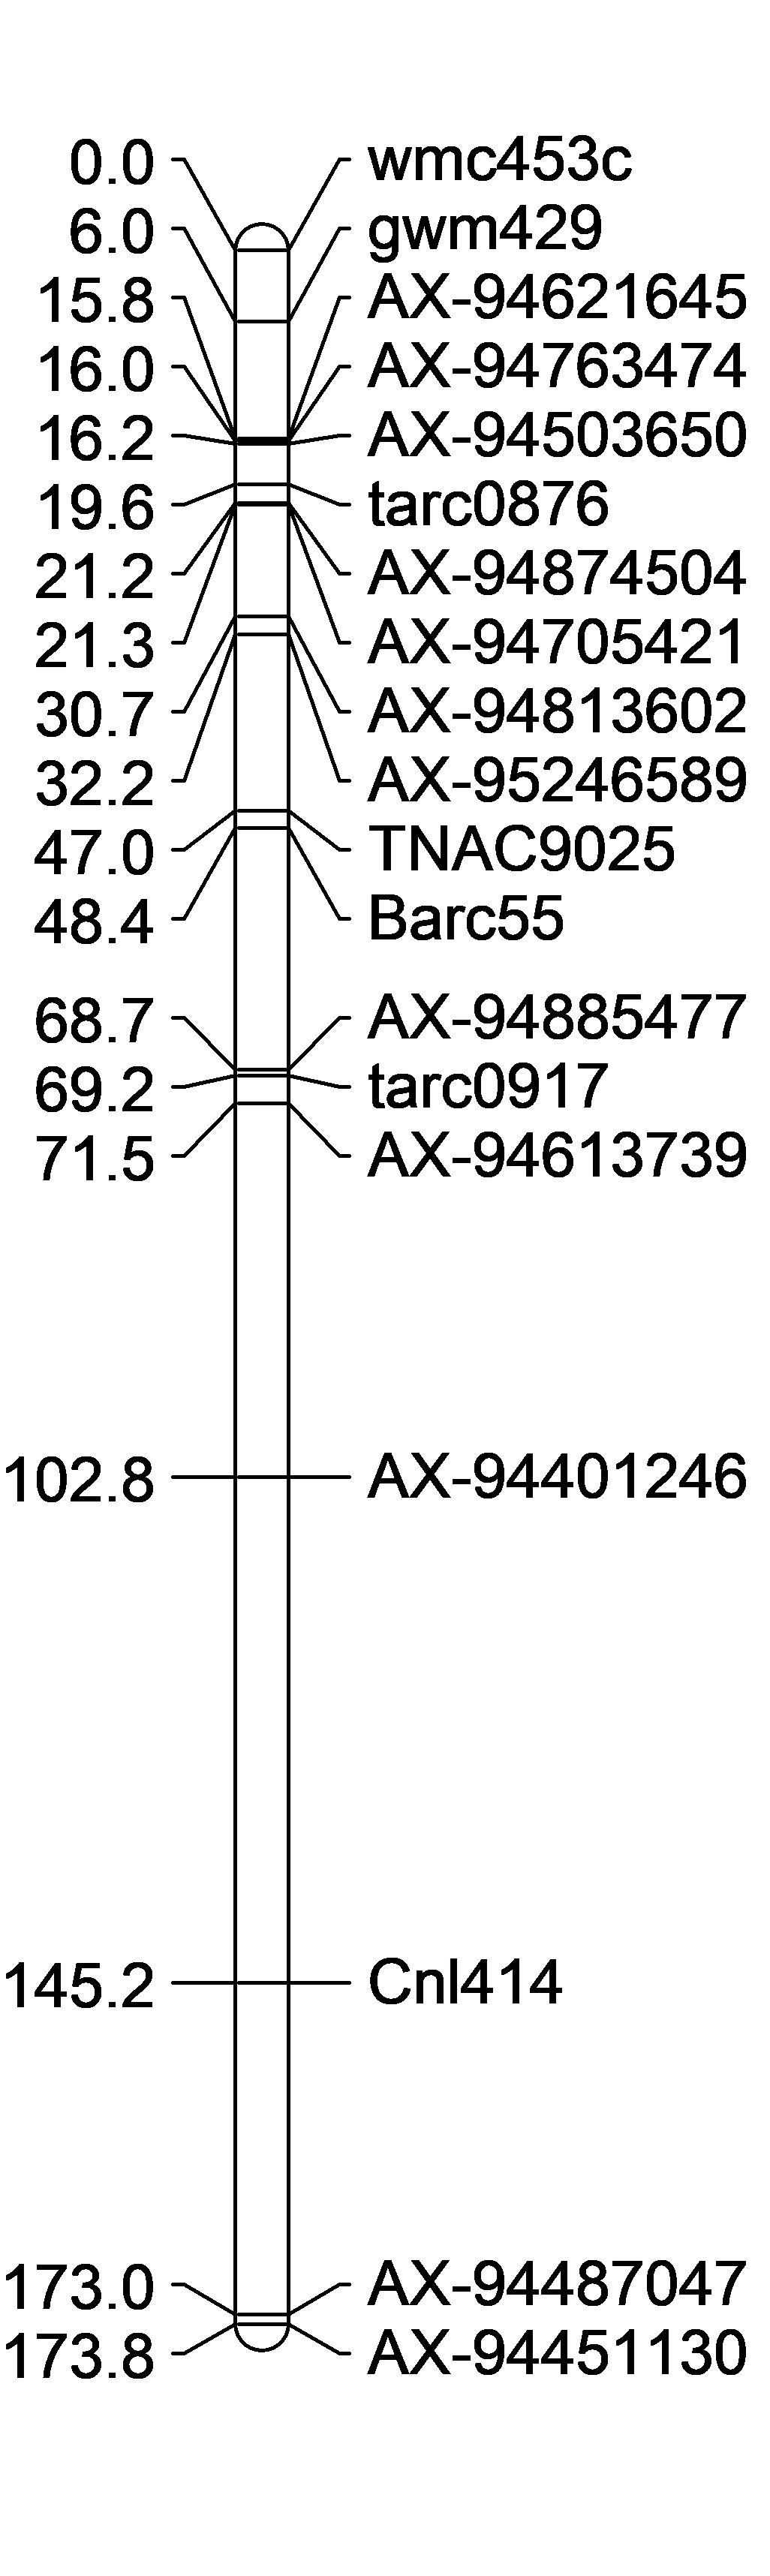 0.0 wmc453c
6.0 gwm429
15.8 AX-94621645
16.0 AX-94763474
16.2 AX-94503650
19.6 tarc0876
21.2 AX-94874504
21.3 AX-94705421
30.7 AX-94813602
32.2 AX-95246589
47.0 TNAC9025
48.4 Barc55
68.7 AX-94885477
69.2 tarc0917
71.5 AX-94613739
102.8 AX-94401246
145.2 Cnl414
173.0 AX-94487047
173.8 AX-94451130